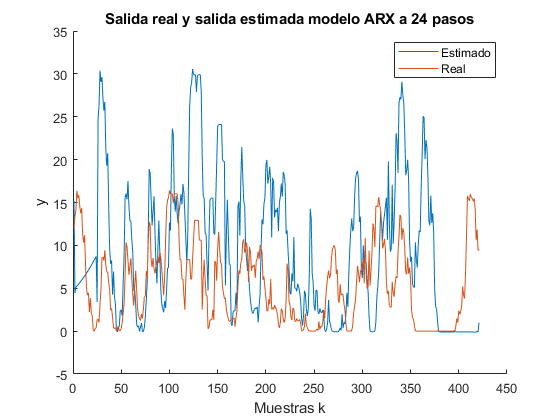 Salida real y salida estimada modelo ARX a 24 pasos
35
30
25
20
15
10
5
0
-5
y
Estimado
Real
0 50 100 150 200 250 300 350 400 450
Muestras k